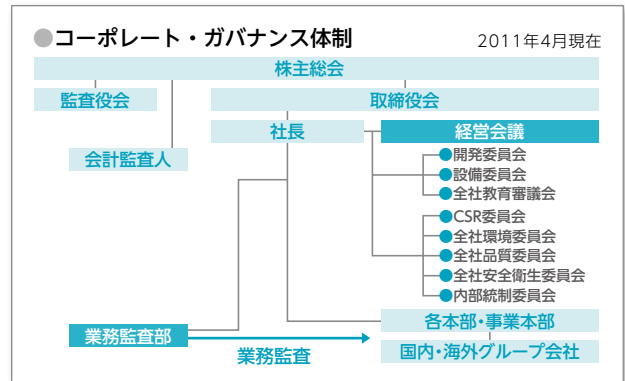 ●コーポレート・ガバナンス体制
2011年4月現在
株主総会
監査役会
取締役会
社長
経営会議
会計監査人
●開発委員会
●設備委員会
●全社教育審議会
●CSR委員会
●全社環境委員会
●全社品質委員会
●全社安全衛生委員会
●内部統制委員会
各本部・事業本部
業務監査部
業務監査
国内・海外グループ会社